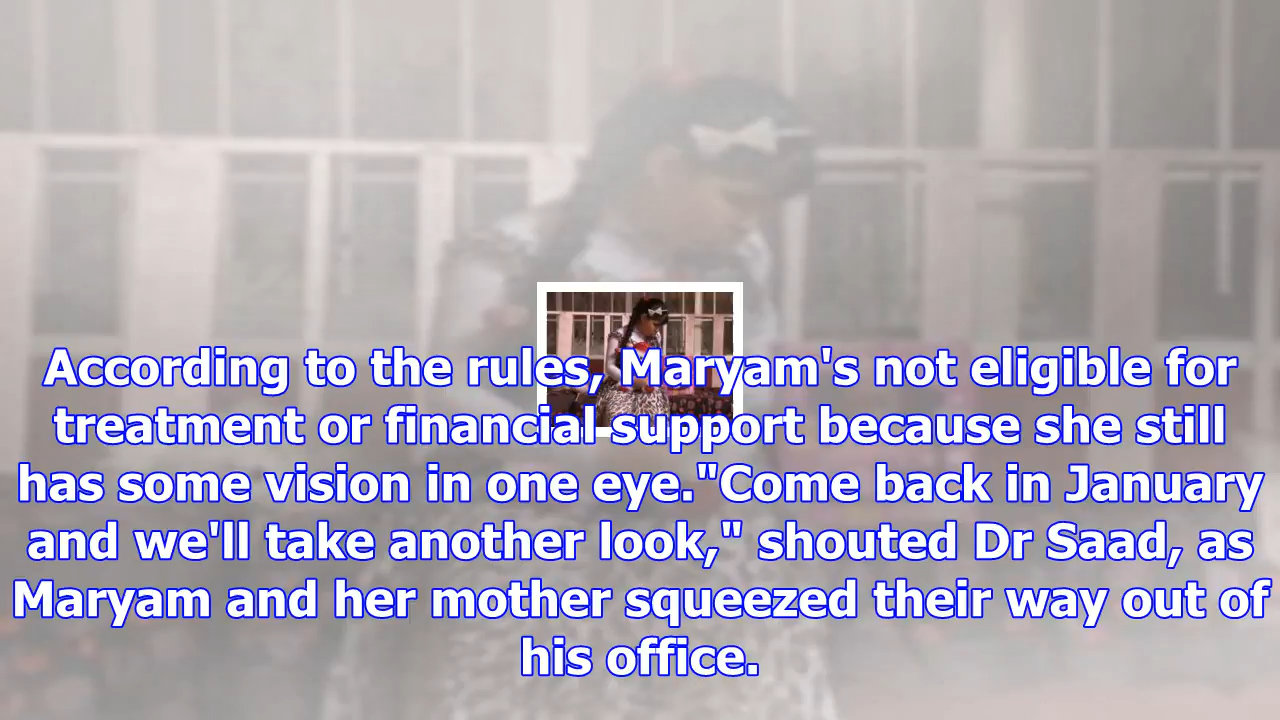 According to the rules, Maryam's not eligible for
treatment or financial support because she still
has some vision in one eye."Come back in January
and we'll take another look," shouted Dr Saad, as
Maryam and her mother squeezed their way out of
his office.